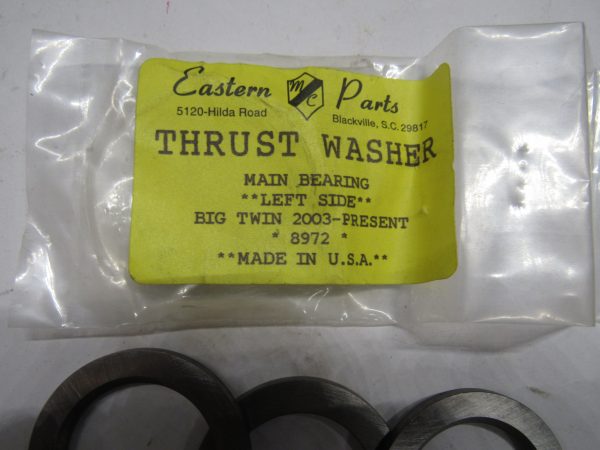 Eastern MC Parts
5120-Hilda Road
Blackville, S.C. 29817
THRUST WASHER
MAIN BEARING
**LEFT SIDE**
BIG TWIN 2003-PRESENT
* 8972 *
**MADE IN U.S.A.**